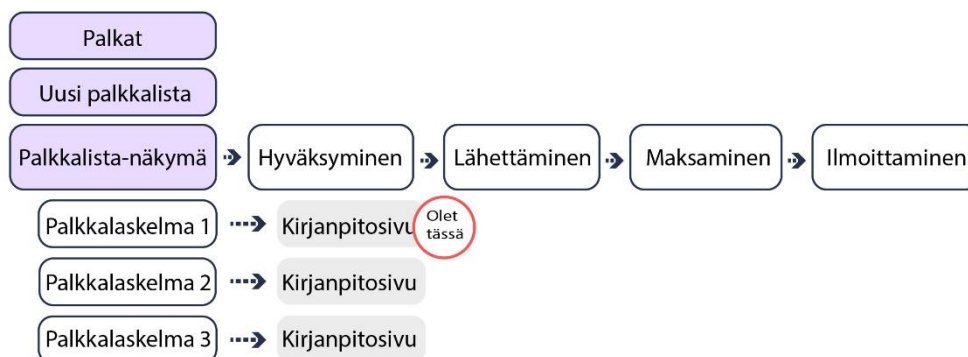 Palkat
Uusi palkkalista
Palkkalista-näkymä
Hyväksyminen
Lähettäminen
Maksaminen
Ilmoittaminen
Palkkalaskelma 1
Kirjanpitosivu
Olet
tässä
Palkkalaskelma 2
Kirjanpitosivu
Palkkalaskelma 3
Kirjanpitosivu